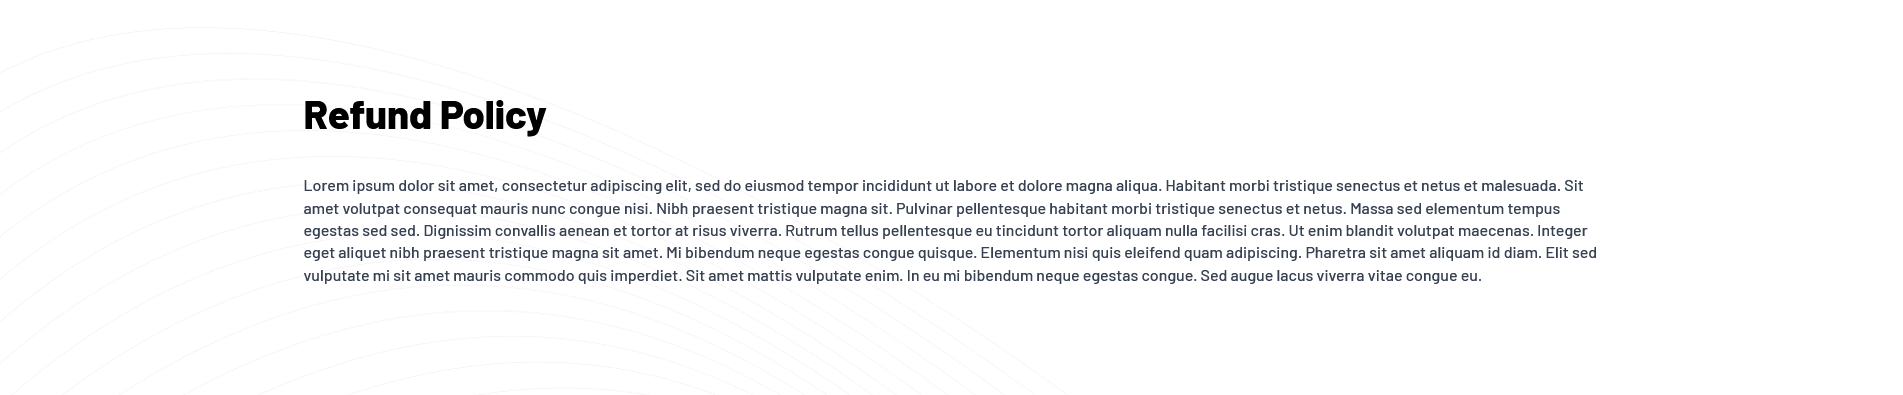 Refund Policy
Lorem ipsum dolor sit amet, consectetur adipiscing elit, sed do eiusmod tempor incididunt ut labore et dolore magna aliqua. Habitant morbi tristique senectus et netus et malesuada. Sit
amet volutpat consequat mauris nunc congue nisi. Nibh praesent tristique magna sit. Pulvinar pellentesque habitant morbi tristique senectus et netus. Massa sed elementum tempus
egestas sed sed. Dignissim convallis aenean et tortor at risus viverra. Rutrum tellus pellentesque eu tincidunt tortor aliquam nulla facilisi cras. Ut enim blandit volutpat maecenas. Integer
eget aliquet nibh praesent tristique magna sit amet. Mi bibendum neque egestas congue quisque. Elementum nisi quis eleifend quam adipiscing. Pharetra sit amet aliquam id diam. Elit sed
vulputate mi sit amet mauris commodo quis imperdiet. Sit amet mattis vulputate enim. In eu mi bibendum neque egestas congue. Sed augue lacus viverra vitae congue eu.